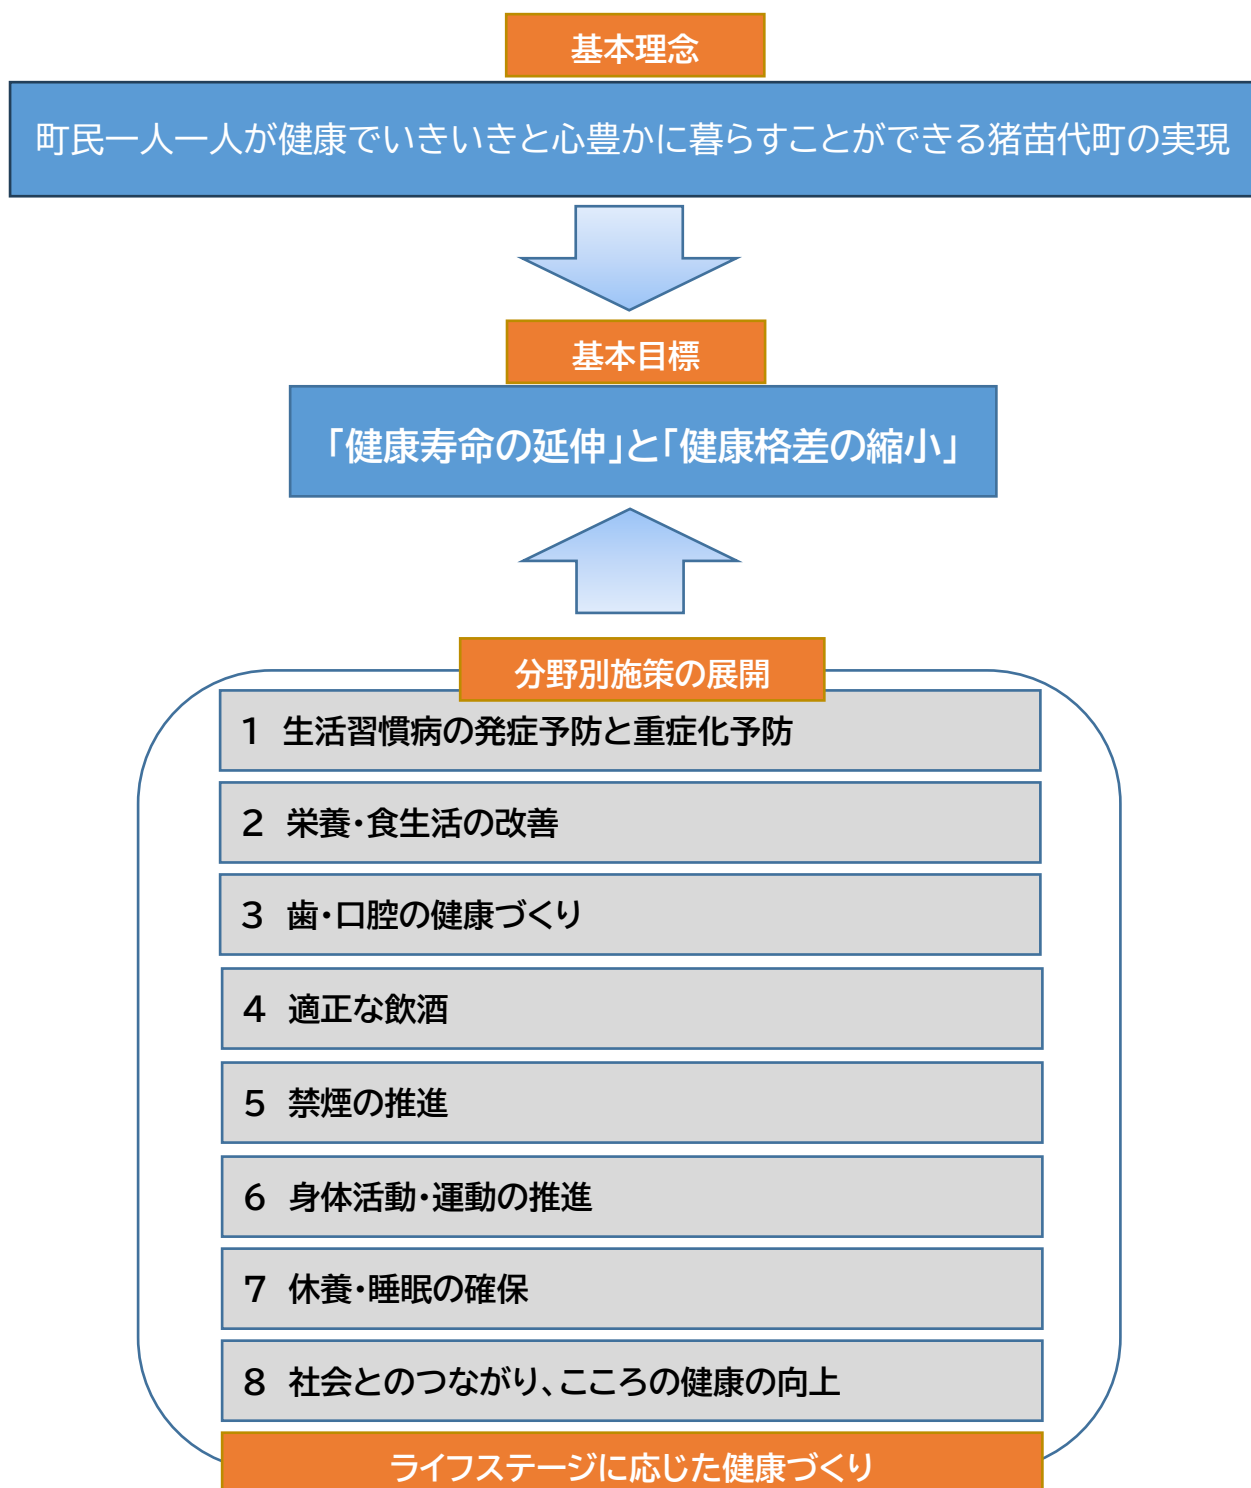 基本理念
町民一人一人が健康でいきいきと心豊かに暮らすことができる猪苗代町の実現
基本目標
「健康寿命の延伸」と「健康格差の縮小」
分野別施策の展開
1 生活習慣病の発症予防と重症化予防
2 栄養・食生活の改善
3 歯・口腔の健康づくり
4 適正な飲酒
5 禁煙の推進
6 身体活動・運動の推進
7 休養・睡眠の確保
8 社会とのつながり、こころの健康の向上
ライフステージに応じた健康づくり